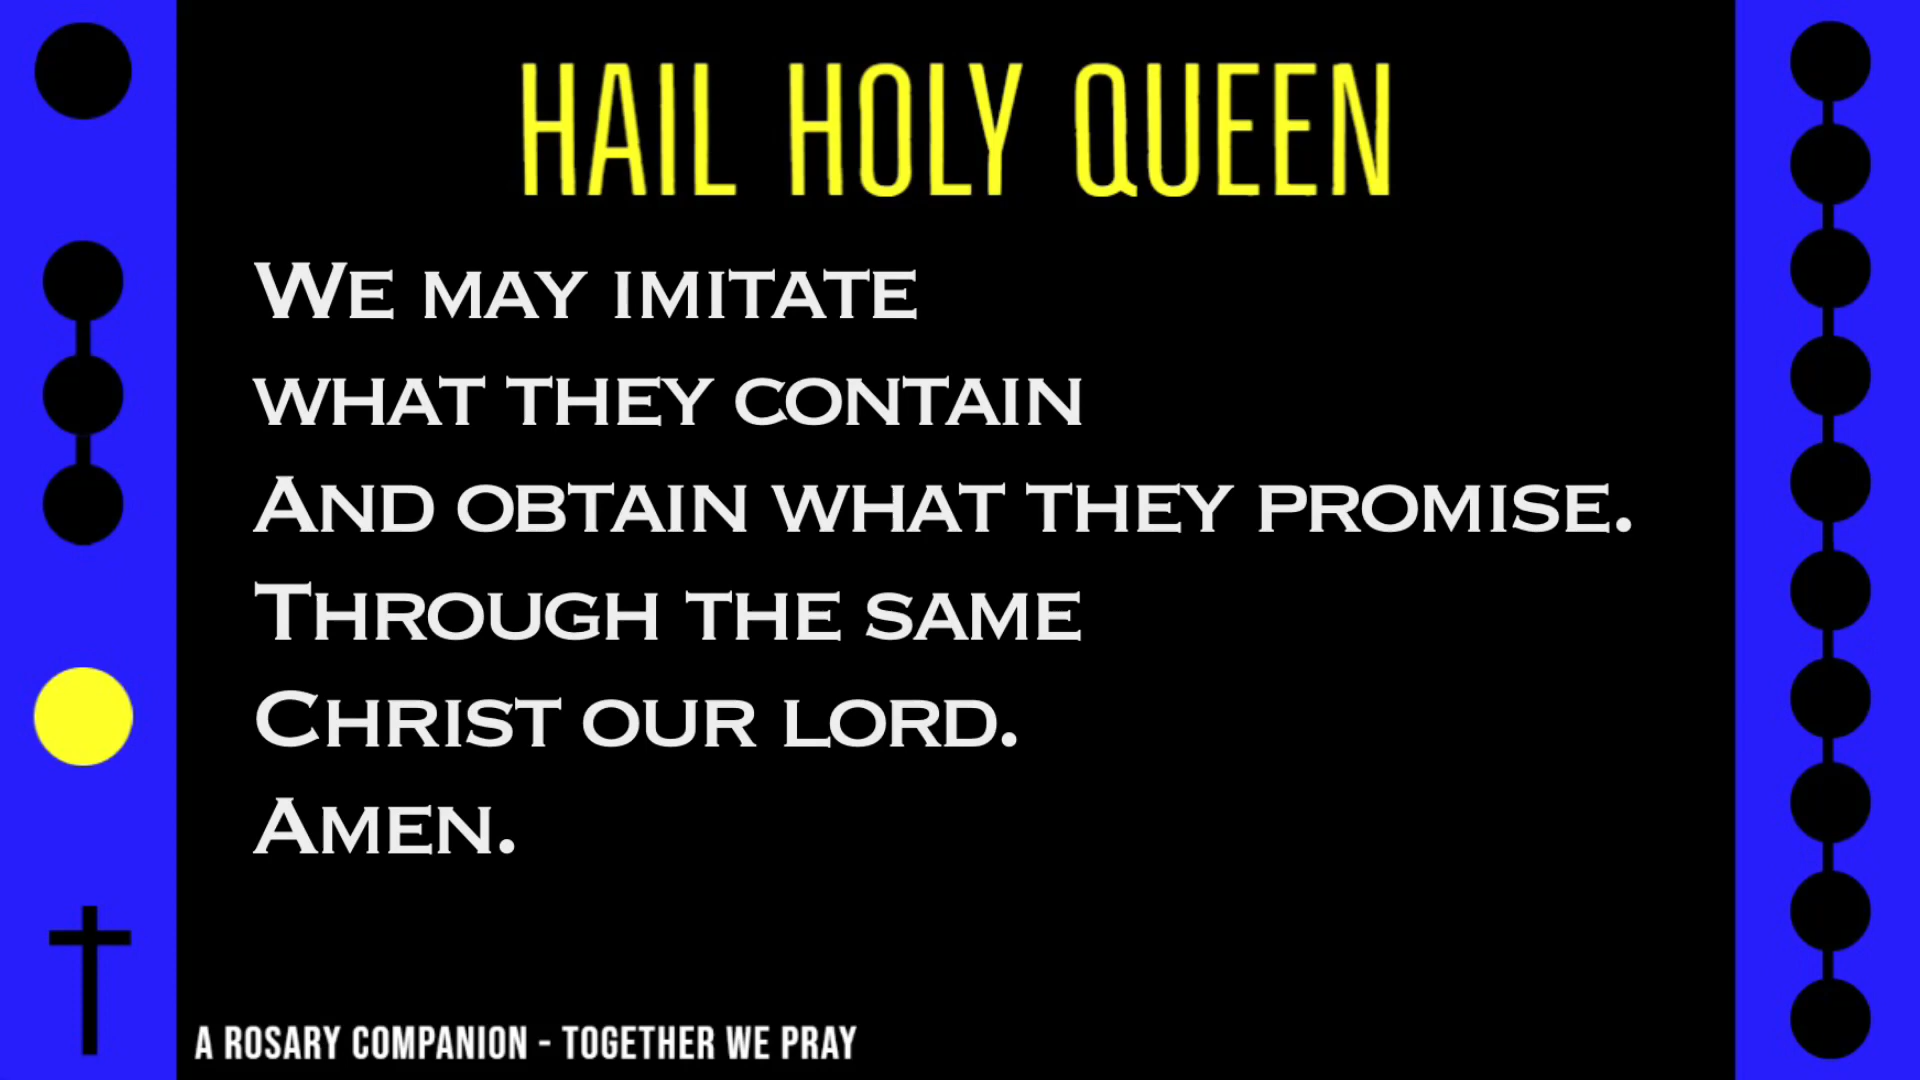 HAIL HOLY QUEEN
We may imitate
what they contain
And obtain what they promise.
Through the same
Christ our lord.
Amen.
A ROSARY COMPANION - TOGETHER WE PRAY